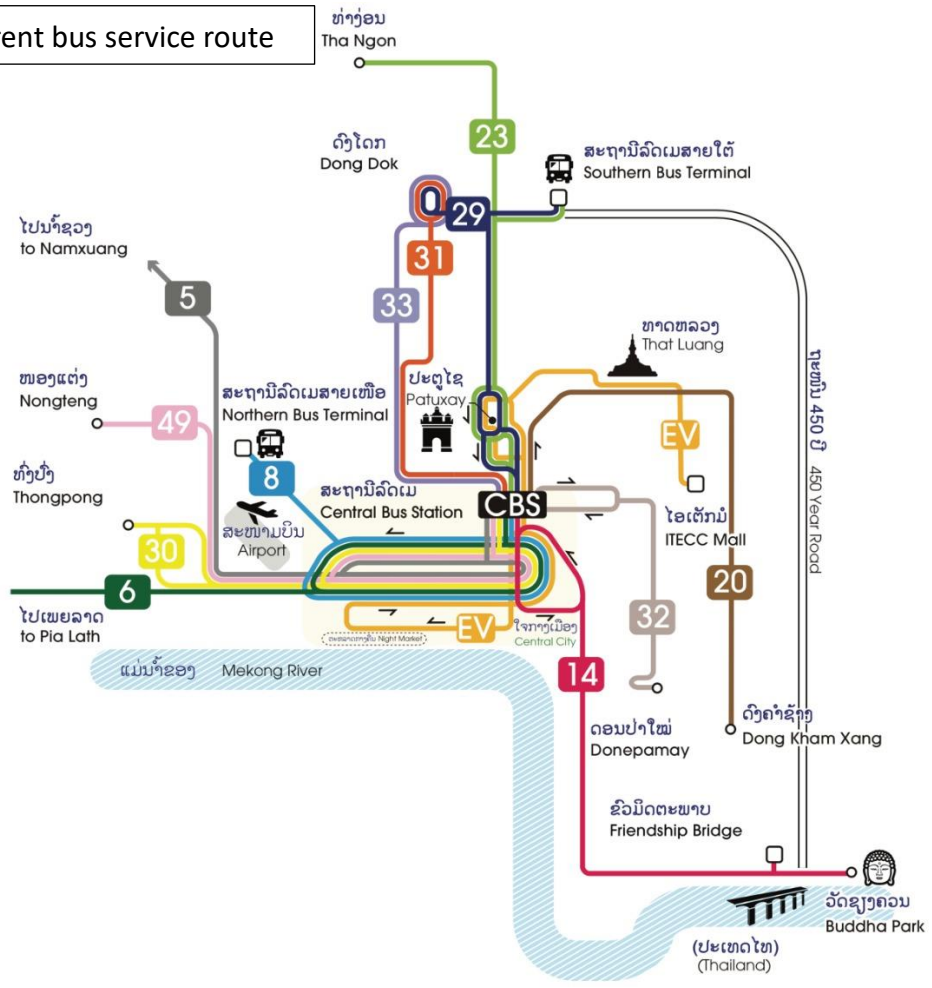 rent bus service route
ທ່າງ່ອນ
Tha Ngon
23
ດົງໂດກ
Dong Dok
ສະຖານີລົດເມສາຍໃຕ້
Southern Bus Terminal
29
ໄປນ້ຳຊວງ
to Namxuang
31
5
33
ທາດຫລວງ
That Luang
ໜອງແຕ່ງ
Nongteng
ສະຖານີລົດເມສາຍເໜືອ
Northern Bus Terminal
ປະຕູໄຊ
Patuxay
49
EV
ຖະໜົນ 450 ປີ
450 Year Road
8
ທົ່ງປົ່ງ
Thongpong
ສະຖານີລົດເມ
Central Bus Station
CBS
ໄອເຕັກມໍ
ITECC Mall
ສະໜາມບິນ
Airport
30
20
6
32
ໄປເພຍລາດ
to Pia Lath
Night Market
EV
ໃຈກາງເມືອງ
Central City
ແມ່ນ້ຳຂອງ Mekong River
14
ດອນປ່າໃໝ່
Donepamay
ດົງຄຳຊ້າງ
Dong Kham Xang
ຂົວມິດຕະພາບ
Friendship Bridge
ວັດຊຽງຄວນ
Buddha Park
(ປະເທດໄທ)
(Thailand)